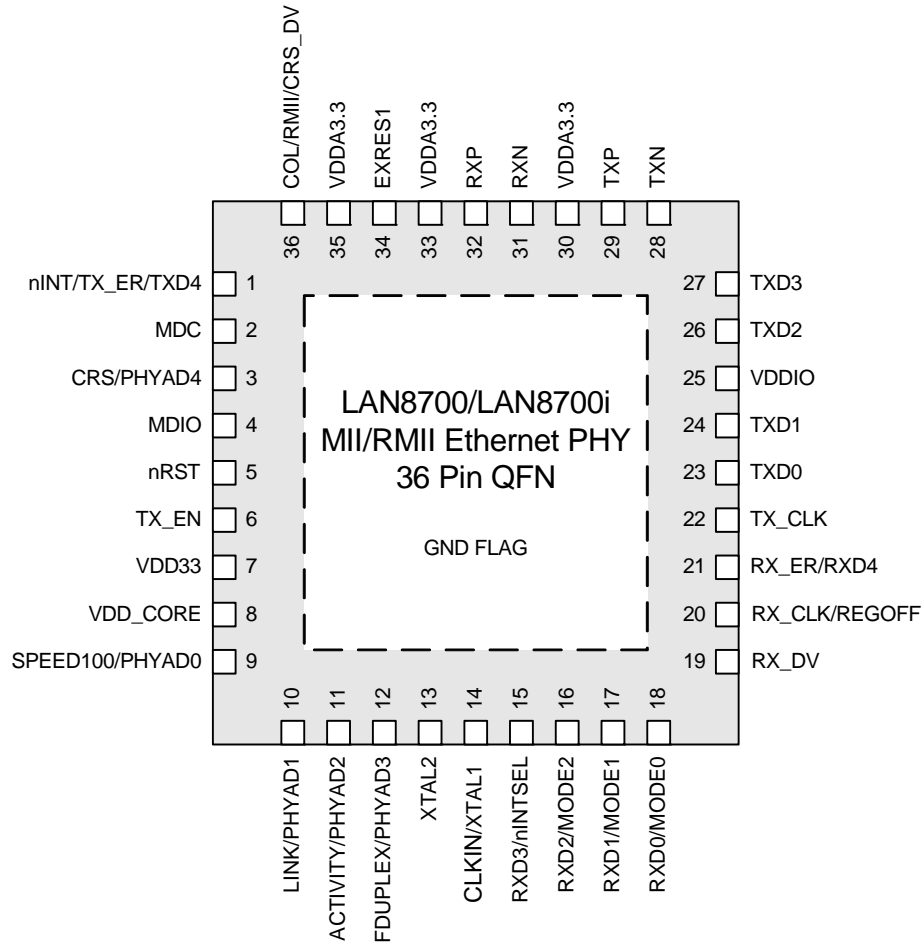 COL/RMII/CRS_DV
VDDA3.3
EXRES1
VDDA3.3
RXP
RXN
VDDA3.3
TXP
TXN
36
35
34
33
32
31
30
29
28
nINT/TX_ER/TXD4 1
MDC 2
CRS/PHYAD4 3
MDIO 4
nRST 5
TX_EN 6
VDD33 7
VDD_CORE 8
SPEED100/PHYAD0 9
LAN8700/LAN8700i
MII/RMII Ethernet PHY
36 Pin QFN
GND FLAG
27 TXD3
26 TXD2
25 VDDIO
24 TXD1
23 TXD0
22 TX_CLK
21 RX_ER/RXD4
20 RX_CLK/REGOFF
19 RX_DV
10
11
12
13
14
15
16
17
18
LINK/PHYAD1
ACTIVITY/PHYAD2
FDUPLEX/PHYAD3
XTAL2
CLKIN/XTAL1
RXD3/nINTSEL
RXD2/MODE2
RXD1/MODE1
RXD0/MODE0